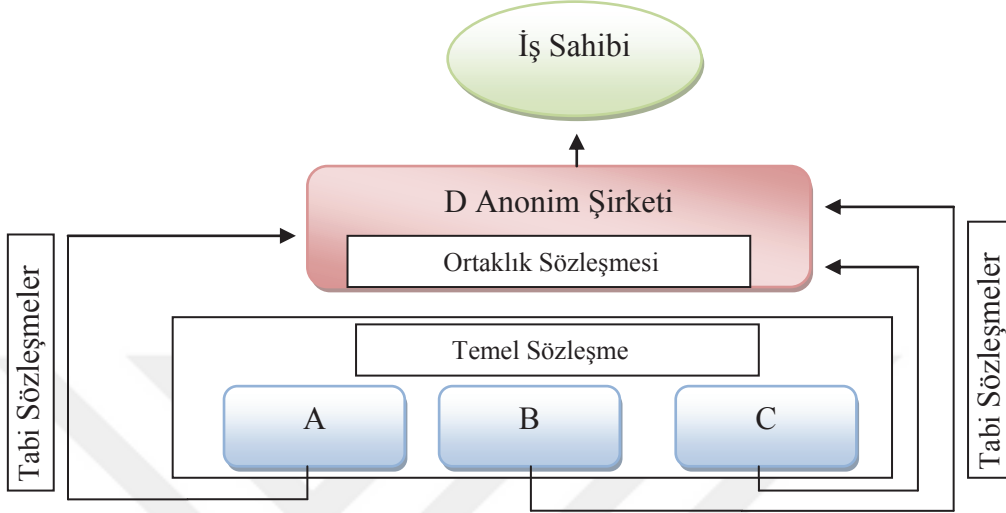 İş Sahibi
D Anonim Şirketi
Ortaklık Sözleşmesi
Tabi Sözleşmeler
Tabi Sözleşmeler
Temel Sözleşme
A
B
C